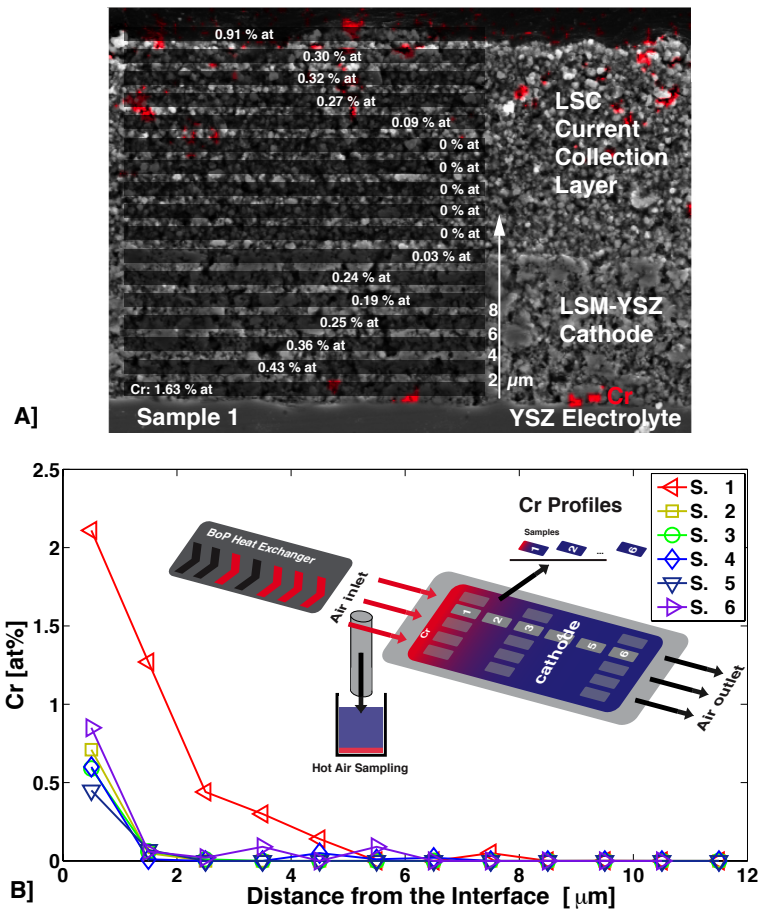 0.91 % at
0.30 % at
0.32 % at
0.27 % at
0.09 % at
0 % at
0 % at
0 % at
0 % at
0 % at
0.03 % at
0.24 % at
0.19 % at
0.25 % at
0.36 % at
0.43 % at
Cr: 1.63 % at
LSC
Current
Collection
Layer
LSM-YSZ
Cathode
8
6
4
2
µm
Cr
Sample 1
YSZ Electrolyte
A]
2.5
2
1.5
1
0.5
0
Cr [at%]
0
2
4
6
8
10
12
Distance from the Interface [ µm]
B]
S. 1
S. 2
S. 3
S. 4
S. 5
S. 6
Cr Profiles
Samples
1
2
...
6
BoP Heat Exchanger
Air inlet
Cr
1
2
3
4
5
6
cathode
Air outlet
Hot Air Sampling